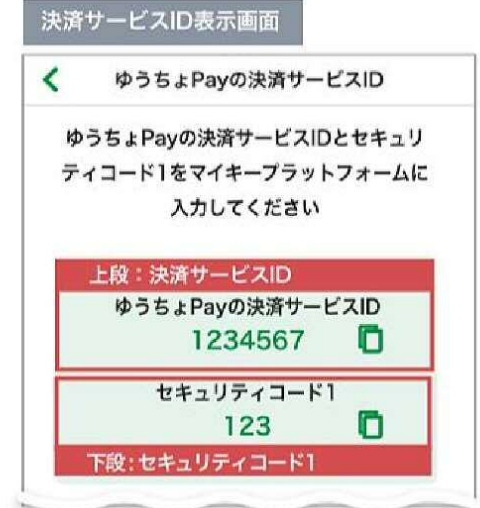 決済サービスID表示画面
ゆうちょPayの決済サービスID
ゆうちょPayの決済サービスIDとセキュリ
ティコード1をマイキープラットフォームに
入力してください
上段：決済サービスID
ゆうちょPayの決済サービスID
1234567
セキュリティコード1
123
下段:セキュリティコード1